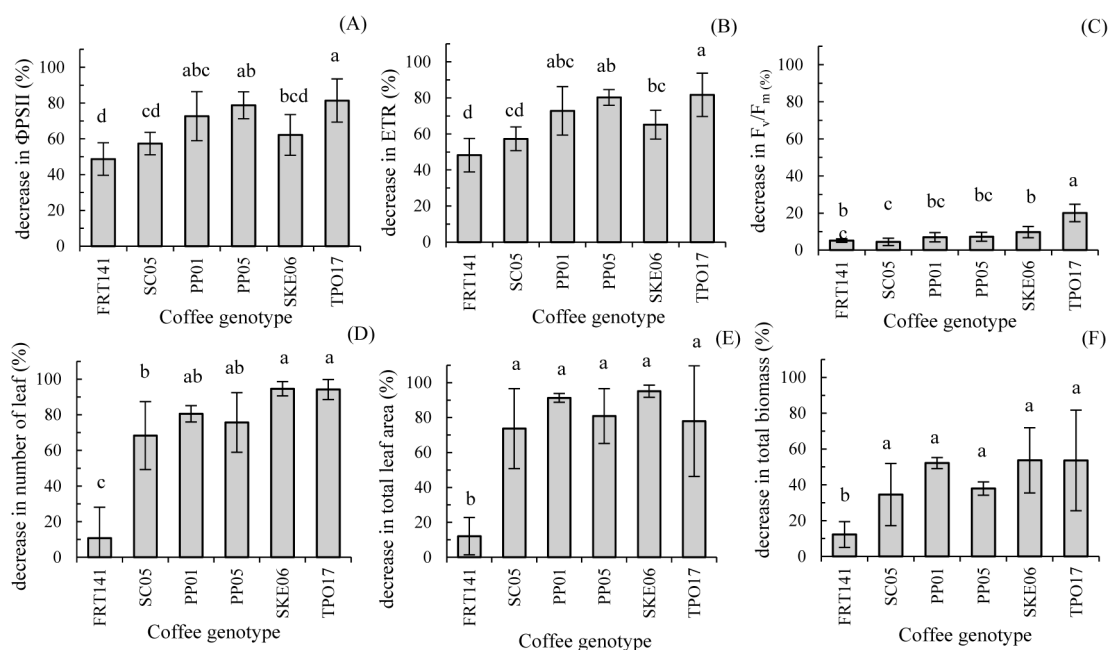 (A)
decrease in ΦPSII (%)
100
80
60
40
20
0
d
cd
abc
ab
bcd
a
FRT141
SC05
PP01
PP05
SKE06
TPO17
Coffee genotype
(B)
decrease in ETR (%)
100
80
60
40
20
0
d
cd
abc
ab
bc
a
FRT141
SC05
PP01
PP05
SKE06
TPO17
Coffee genotype
(C)
decrease in Fv/Fm (%)
100
80
60
40
20
0
b
c
c
bc
bc
b
a
FRT141
SC05
PP01
PP05
SKE06
TPO17
Coffee genotype
(D)
decrease in number of leaf (%)
100
80
60
40
20
0
c
b
ab
ab
a
a
FRT141
SC05
PP01
PP05
SKE06
TPO17
Coffee genotype
(E)
decrease in total leaf area (%)
100
80
60
40
20
0
b
a
a
a
a
a
FRT141
SC05
PP01
PP05
SKE06
TPO17
Coffee genotype
(F)
decrease in total biomass (%)
100
80
60
40
20
0
b
a
a
a
a
a
FRT141
SC05
PP01
PP05
SKE06
TPO17
Coffee genotype